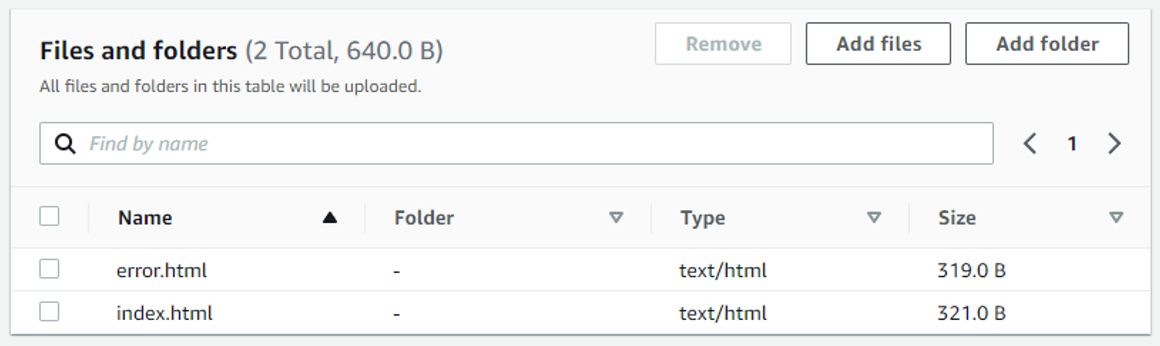 Files and folders (2 Total, 640.0 B)
Remove
Add files
Add folder
All files and folders in this table will be uploaded.
Find by name
1
Name Folder Type Size
error.html - text/html 319.0 B
index.html - text/html 321.0 B